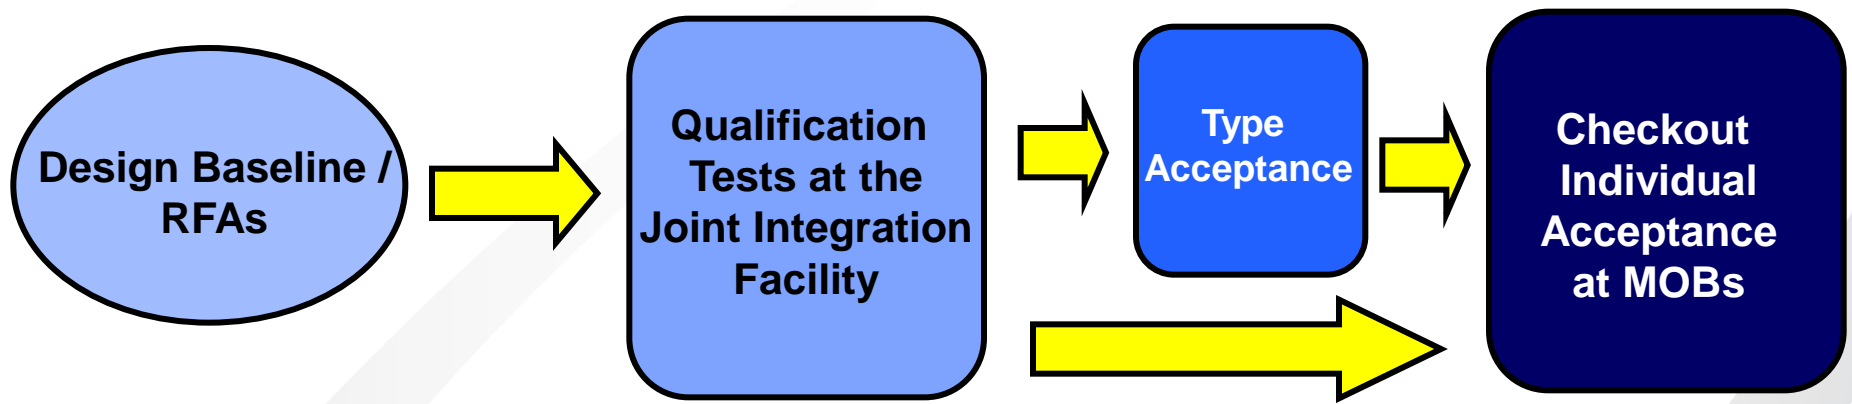 Design Baseline /
RFAs
Qualification
Tests at the
Joint Integration
Facility
Type
Acceptance
Checkout
Individual
Acceptance
at MOBs